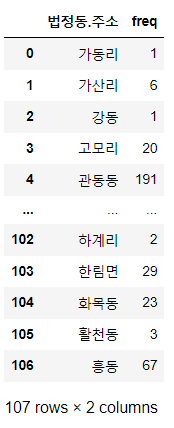 법정동.주소 freq
0 가동리 1
1 가산리 6
2 강동 1
3 고모리 20
4 관동동 191
... ... ...
102 하계리 2
103 한림면 29
104 화목동 23
105 활천동 3
106 흥동 67
107 rows × 2 columns